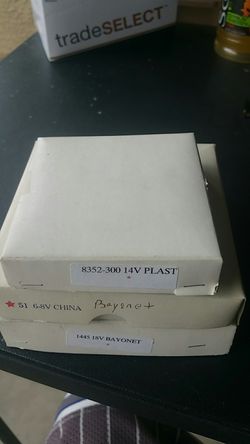 tradeSELECT
8352-300 14V PLAST
51 6-8V CHINA Bayonet
1445 18V BAYONET